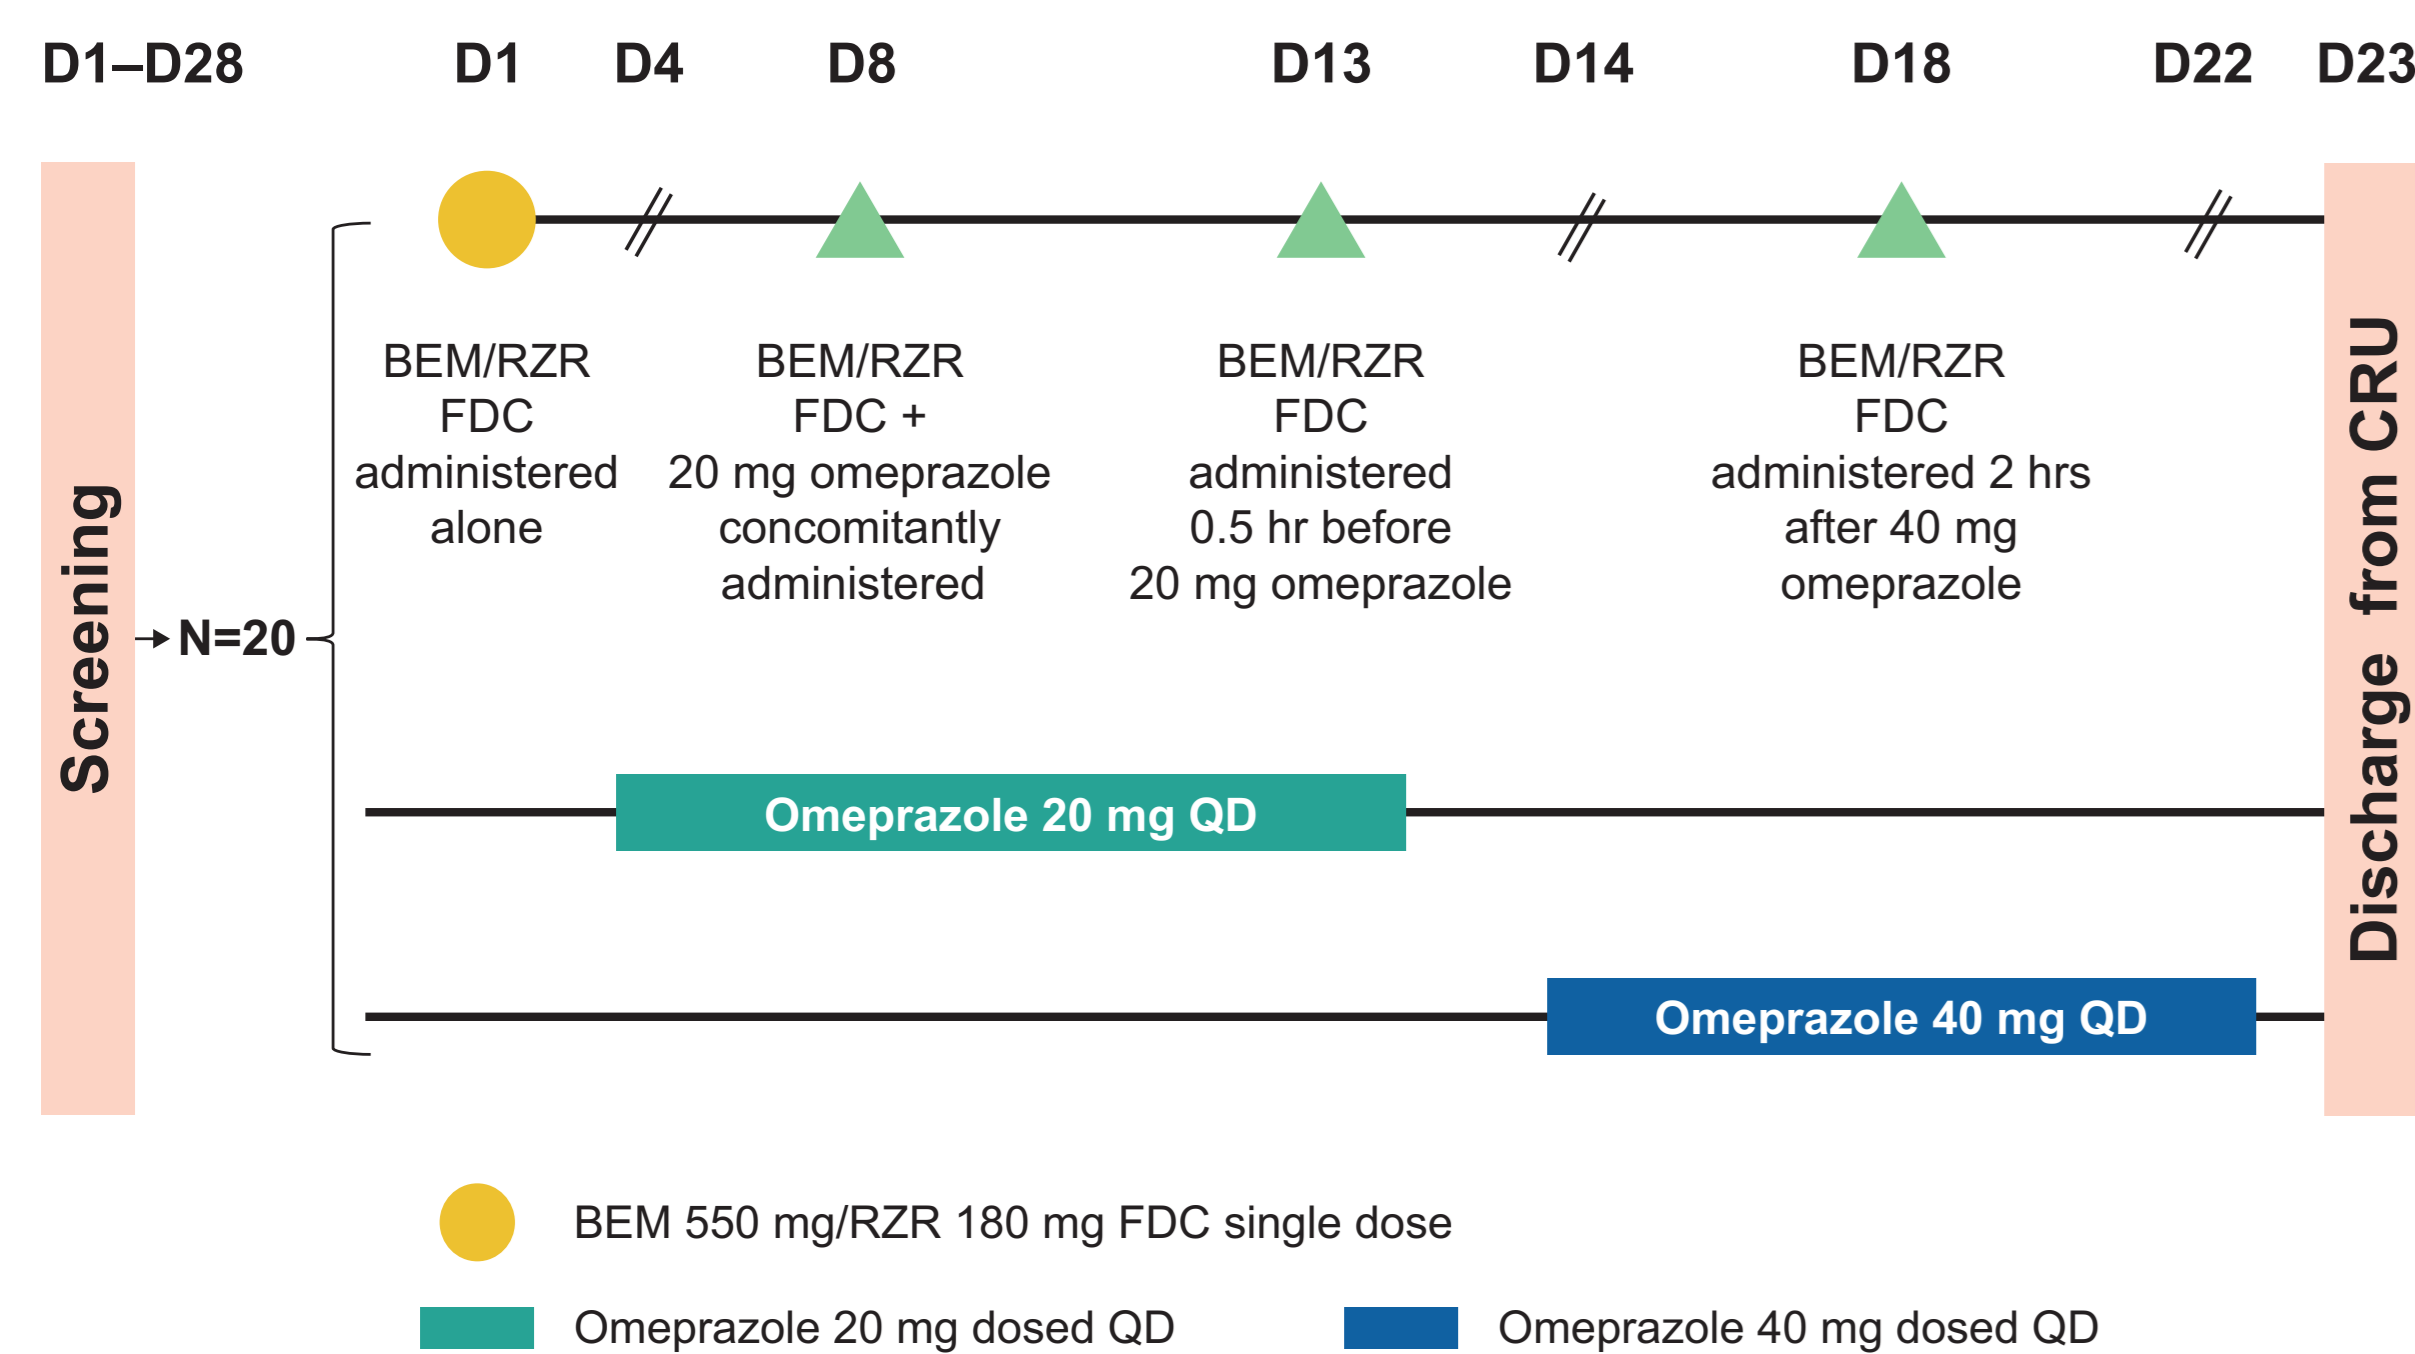 D1–D28 D1 D4 D8 D13 D14 D18 D22 D23
Screening
N=20
BEM/RZR
FDC
administered
alone
BEM/RZR
FDC +
20 mg omeprazole
concomitantly
administered
BEM/RZR
FDC
administered
0.5 hr before
20 mg omeprazole
BEM/RZR
FDC
administered 2 hrs
after 40 mg
omeprazole
Omeprazole 20 mg QD
Omeprazole 40 mg QD
Discharge from CRU
BEM 550 mg/RZR 180 mg FDC single dose
Omeprazole 20 mg dosed QD
Omeprazole 40 mg dosed QD